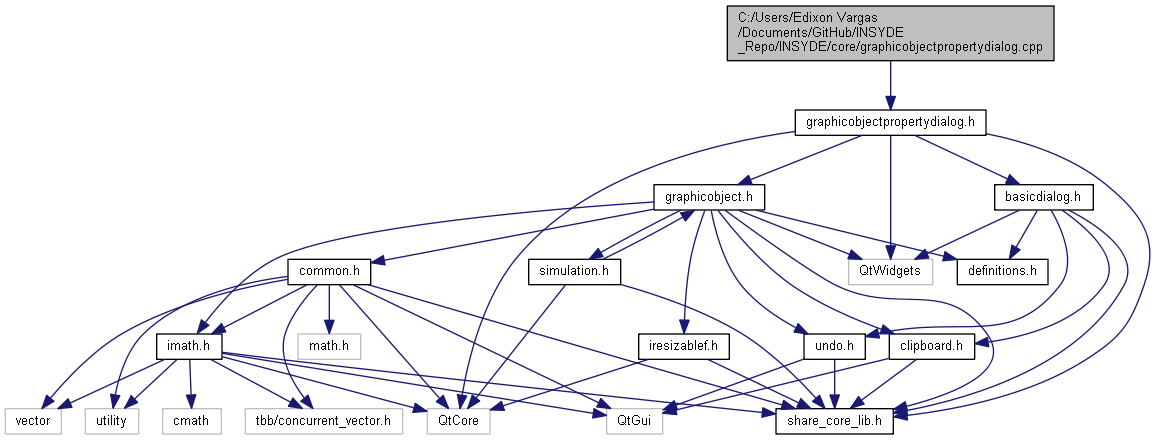 C:/Users/Edixon Vargas
/Documents/GitHub/INSYDE
_Repo/INSYDE/core/graphicobjectpropertydialog.cpp
graphicobjectpropertydialog.h
graphicobject.h
basicdialog.h
common.h
simulation.h
QtWidgets
definitions.h
imath.h
math.h
iresizablef.h
undo.h
clipboard.h
vector
utility
cmath
tbb/concurrent_vector.h
QtCore
QtGui
share_core_lib.h